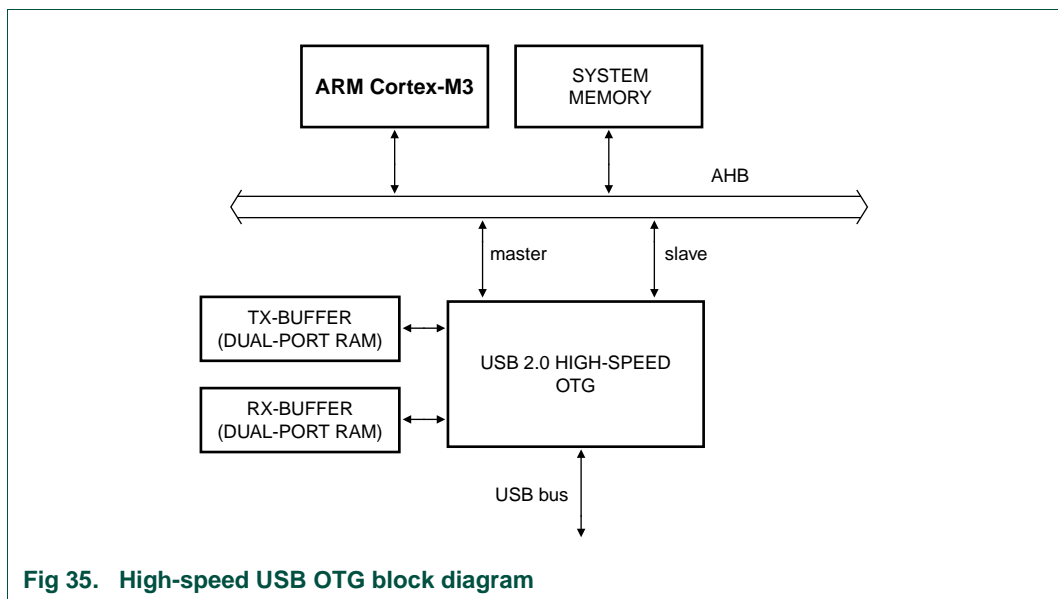 ARM Cortex-M3
SYSTEM
MEMORY
AHB
master
slave
TX-BUFFER
(DUAL-PORT RAM)
USB 2.0 HIGH-SPEED
OTG
RX-BUFFER
(DUAL-PORT RAM)
USB bus
Fig 35. High-speed USB OTG block diagram